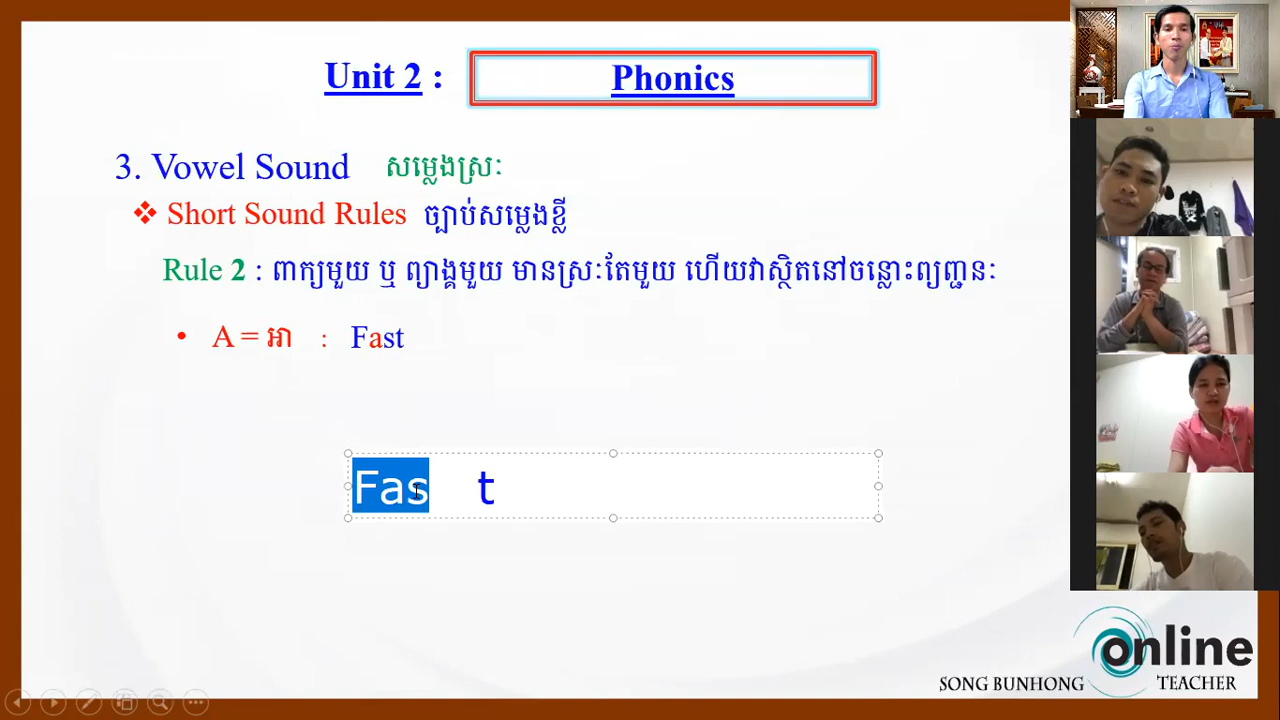 Unit 2 : Phonics
3. Vowel Sound សម្លេងស្រៈ
❖ Short Sound Rules ច្បាប់សម្លេងខ្លី
Rule 2 : ពាក្យមួយ ឬ ព្យាង្គមួយ មានស្រៈតែមួយ ហើយវាស្ថិតនៅចន្លោះព្យញ្ជនៈ
• A = អា : Fast
Fas t
online
SONG BUNHONG TEACHER